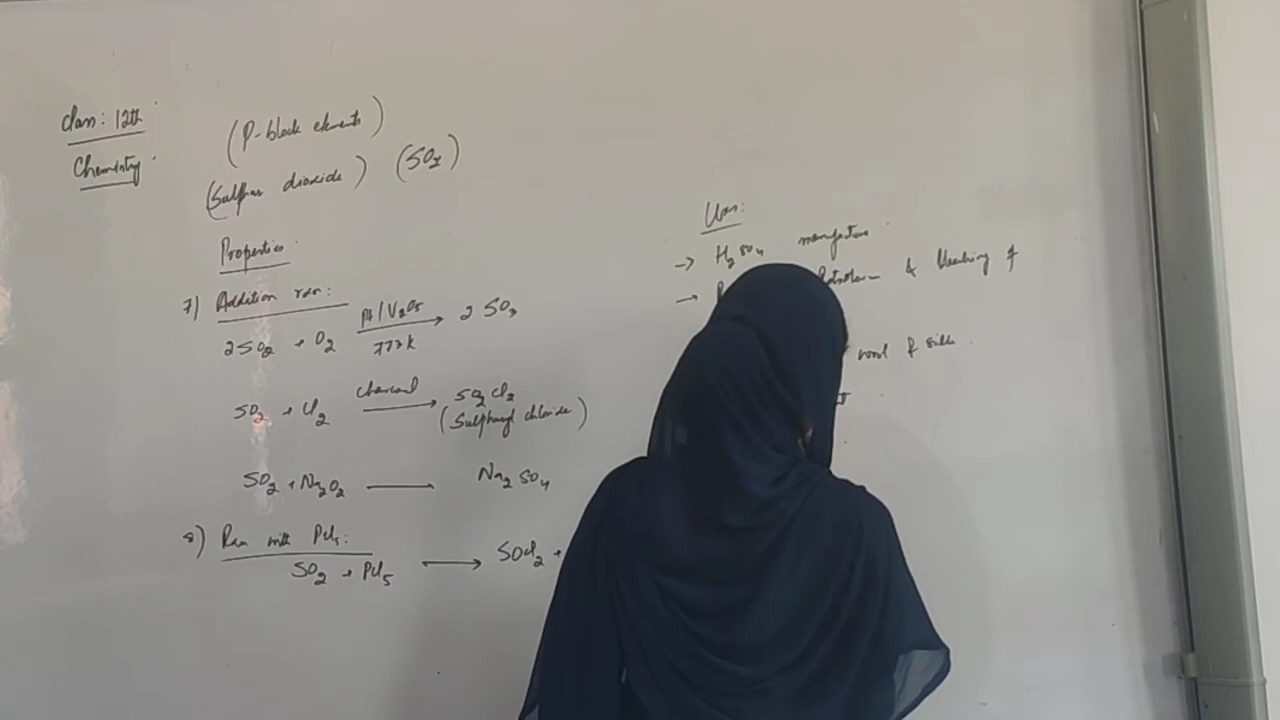 Class: 12th
Chemistry
(P-block elements)
(Sulphur dioxide) (SO2)
Properties
7) Addition rxn:
2SO2 + O2 Pt/V2O5 773K → 2SO3
SO2 + Cl2 charcoal → SO2Cl2
(Sulphuryl chloride)
SO2 + Na2O2 — Na2SO4
8) Rxn with PCl5:
SO2 + PCl5 → SOCl2 +
Uses:
→ H2SO4 manufacture
→ Petroleum & bleaching of
wool & silk.